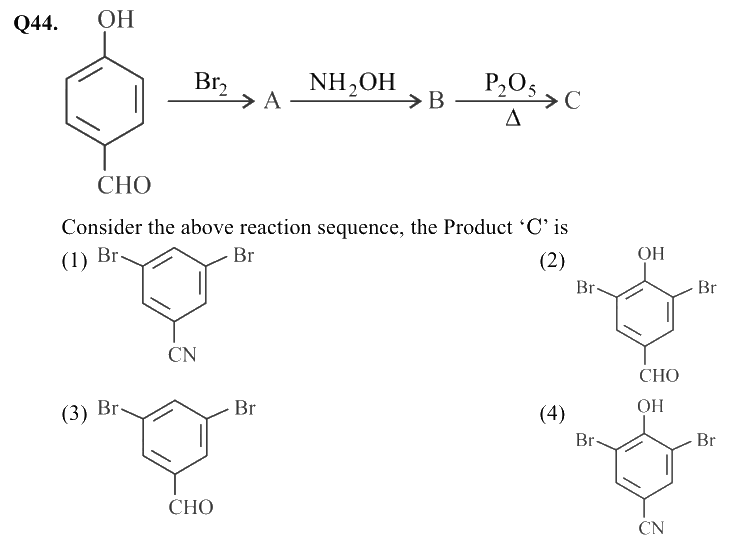 Q44.
OH
Br₂ A NH₂OH B P₂O₅ C
Δ
CHO
Consider the above reaction sequence, the Product ‘C’ is
(1) Br Br
CN
(2) OH
Br Br
CHO
(3) Br Br
CHO
(4) OH
Br Br
CN